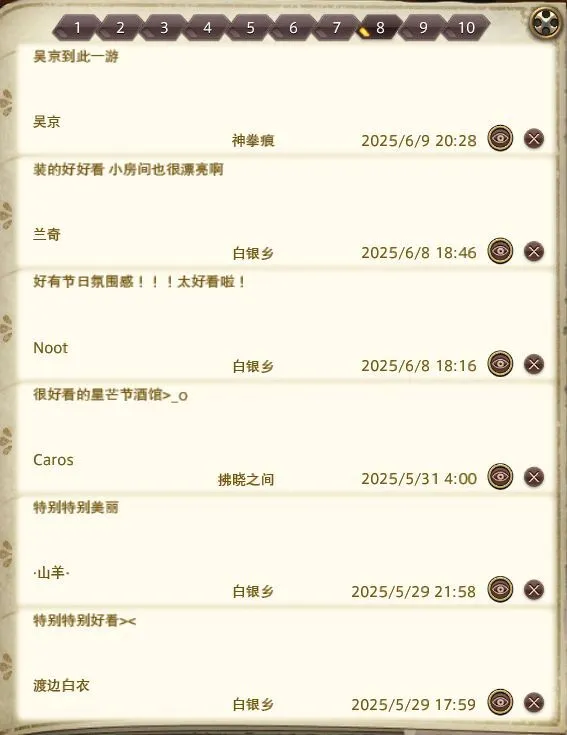 1 2 3 4 5 6 7 8 9 10
吴京到此一游
吴京
神拳痕 2025/6/9 20:28
装的好好看 小房间也很漂亮啊
兰奇
白银乡 2025/6/8 18:46
好有节日氛围感！！！太好看啦！
Noot
白银乡 2025/6/8 18:16
很好看的星芒节酒馆>_o
Caros
拂晓之间 2025/5/31 4:00
特别特别美丽
·山羊·
白银乡 2025/5/29 21:58
特别特别好看><
渡边白衣
白银乡 2025/5/29 17:59